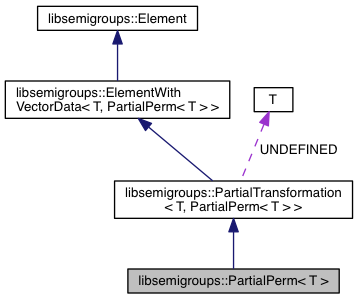 libsemigroups::Element
libsemigroups::ElementWith
VectorData< T, PartialPerm< T > >
T
UNDEFINED
libsemigroups::PartialTransformation
< T, PartialPerm< T > >
libsemigroups::PartialPerm< T >